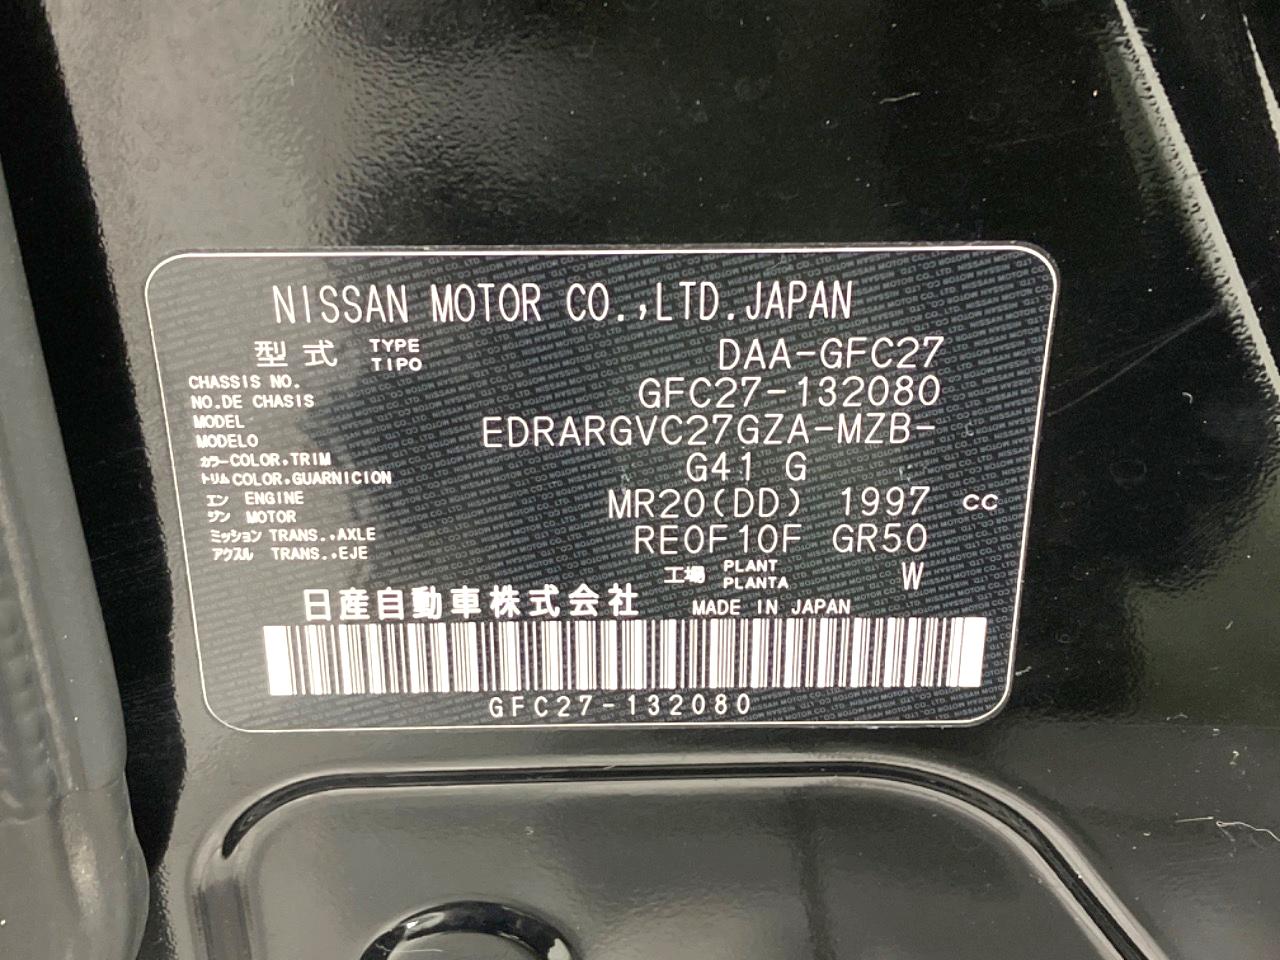 NISSAN MOTOR CO.,LTD.JAPAN
型式 TYPE TIPO DAA-GFC27
CHASSIS NO.
NO.DE CHASIS GFC27-132080
MODEL
MODELO EDRARGVC27GZA-MZB-
カラー COLOR,TRIM
トリム COLOR,GUARNICION G41 G
エン ENGINE
ジン MOTOR MR20(DD) 1997 CC
ミッション TRANS.,AXLE
アクスル TRANS.,EJE RE0F10F GR50
工場 PLANT PLANTA W
日産自動車株式会社 MADE IN JAPAN
GFC27-132080